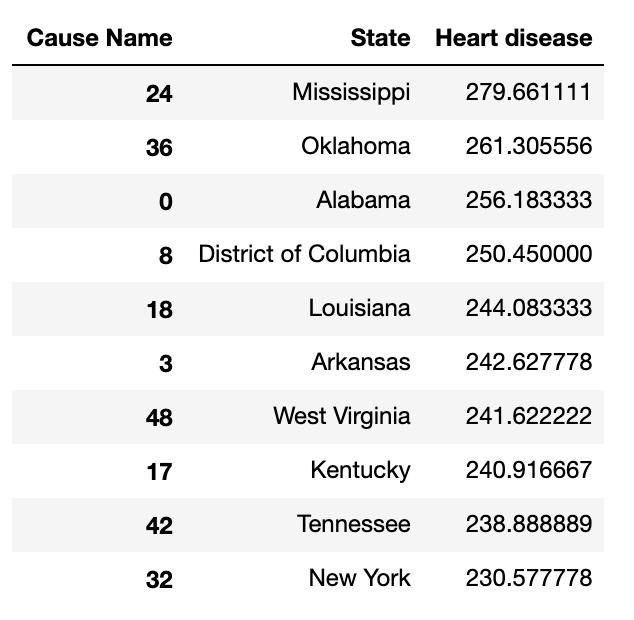 Cause Name State Heart disease
24 Mississippi 279.661111
36 Oklahoma 261.305556
0 Alabama 256.183333
8 District of Columbia 250.450000
18 Louisiana 244.083333
3 Arkansas 242.627778
48 West Virginia 241.622222
17 Kentucky 240.916667
42 Tennessee 238.888889
32 New York 230.577778